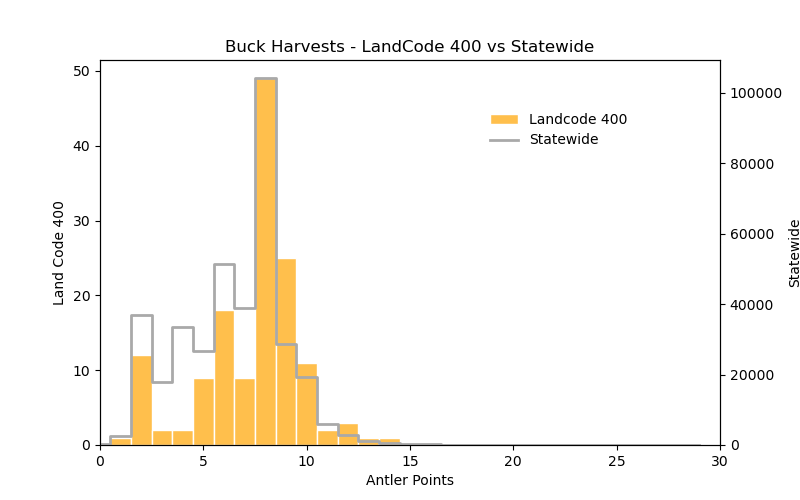 Buck Harvests - LandCode 400 vs Statewide
50
40
30
20
10
0
Land Code 400
Landcode 400
Statewide
100000
80000
60000
40000
20000
0
Statewide
0 5 10 15 20 25 30
Antler Points